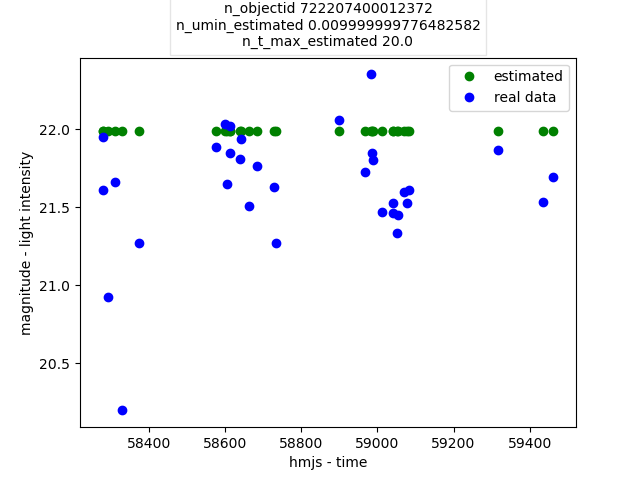 n_objectid 722207400012372
n_umin_estimated 0.009999999776482582
n_t_max_estimated 20.0
estimated
real data
22.0
21.5
21.0
20.5
magnitude - light intensity
58400
58600
58800
59000
59200
59400
hmjs - time